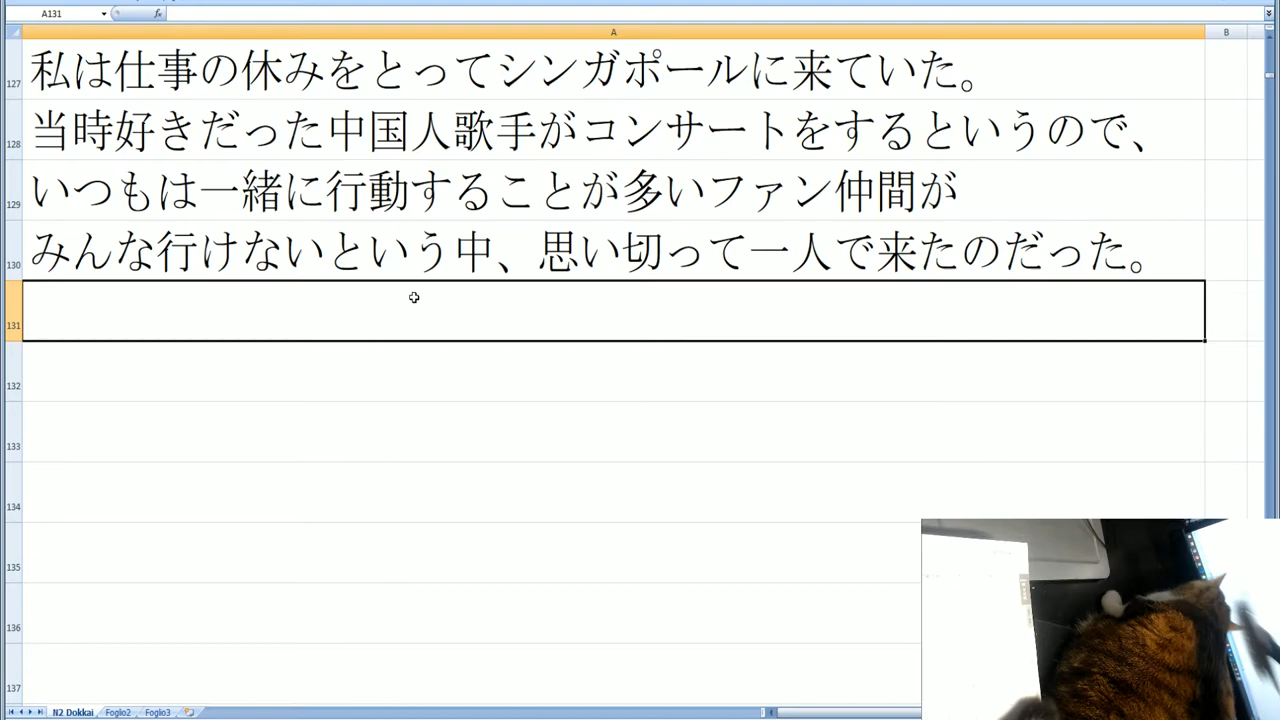 A131
fx
A
B
127
私は仕事の休みをとってシンガポールに来ていた。
128
当時好きだった中国人歌手がコンサートをするというので、
129
いつもは一緒に行動することが多いファン仲間が
130
みんな行けないという中、思い切って一人で来たのだった。
131
132
133
134
135
136
137
N2 Dokkai
Foglio2
Foglio3